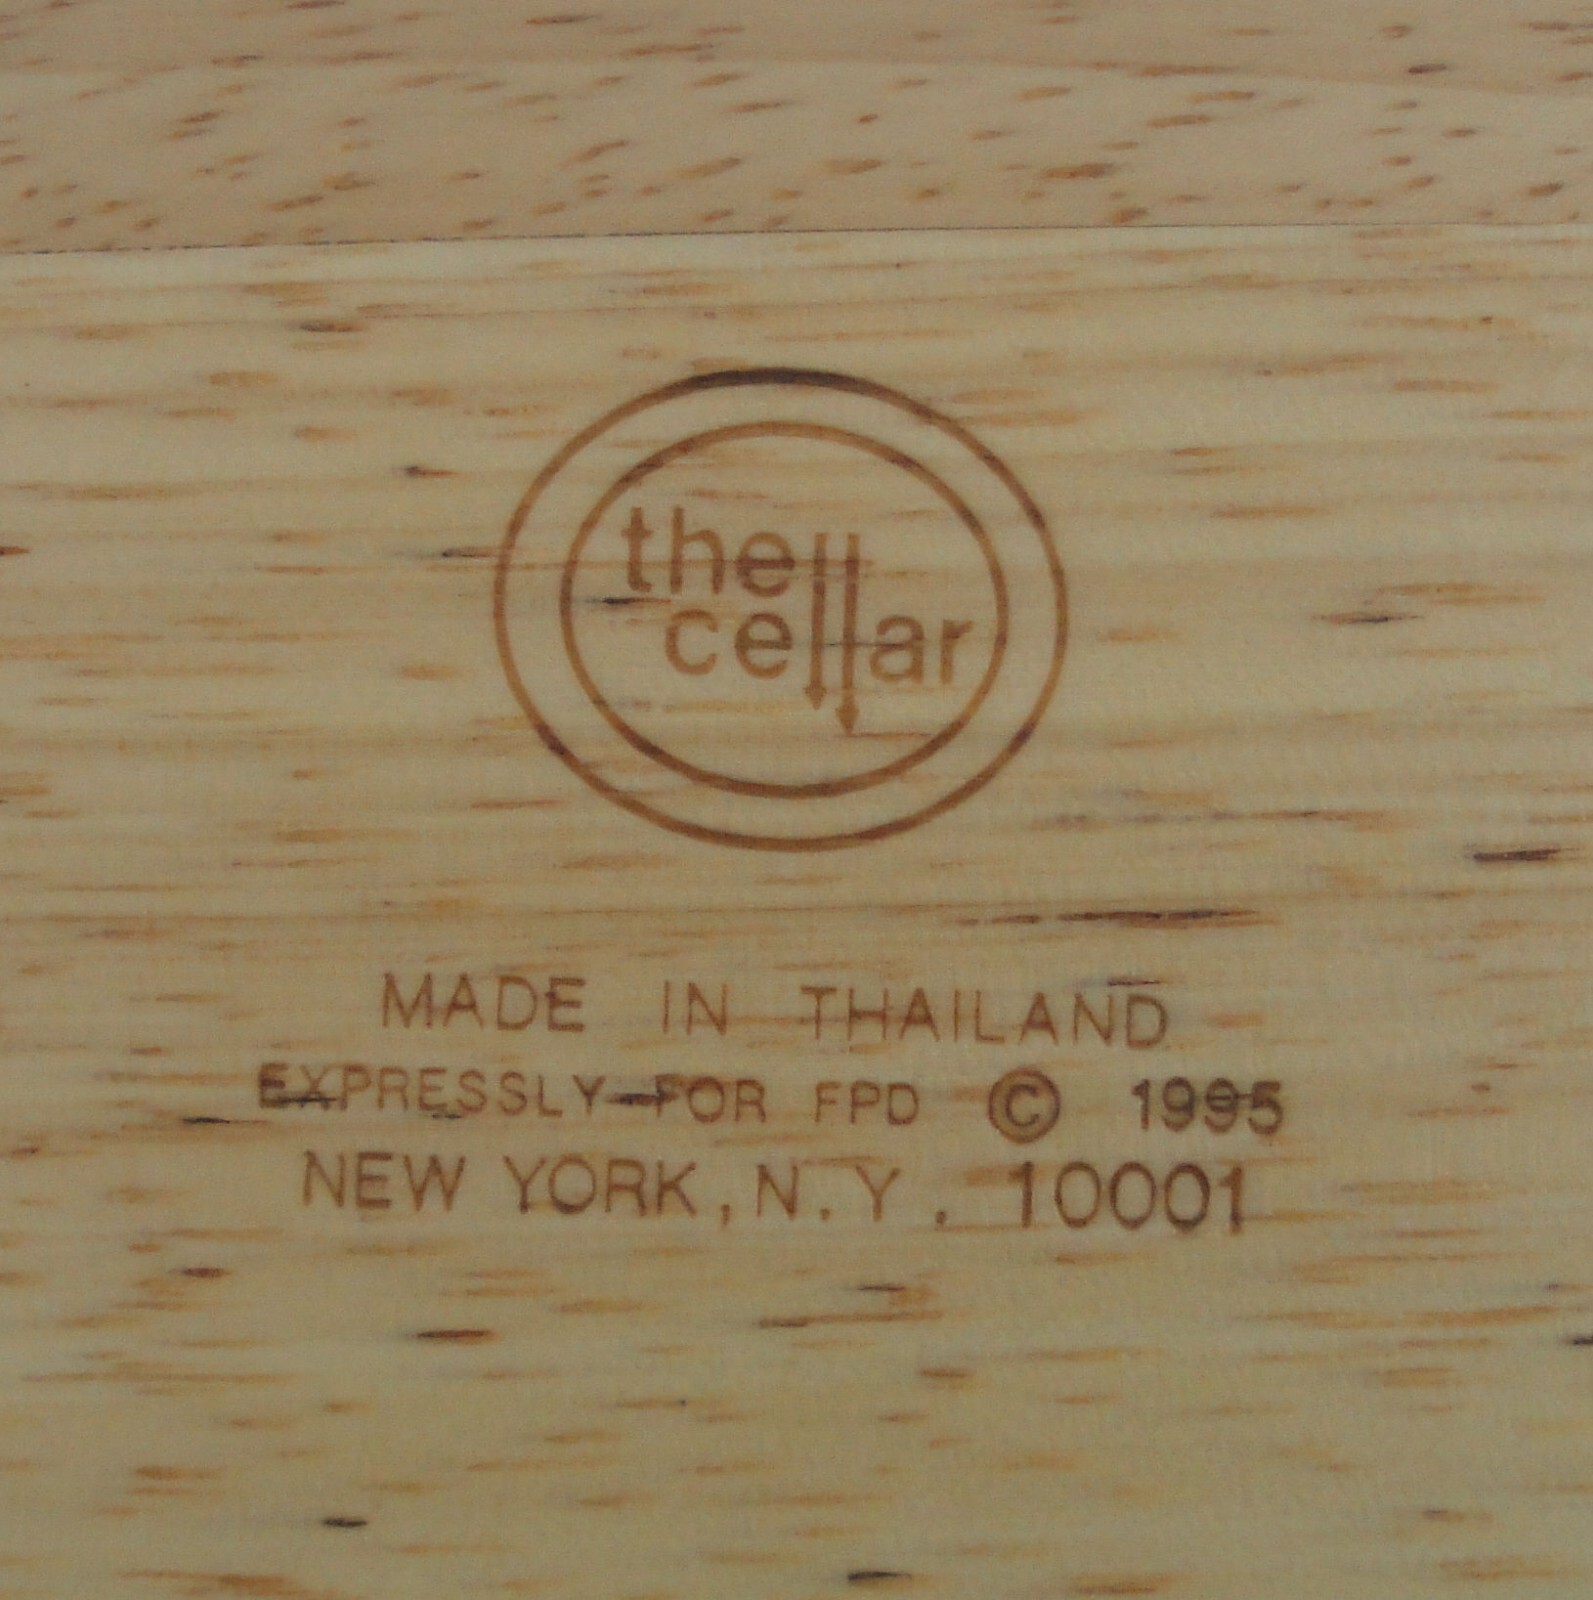 the
cellar
MADE IN THAILAND
EXPRESSLY FOR FPD © 1995
NEW YORK, N.Y. 10001